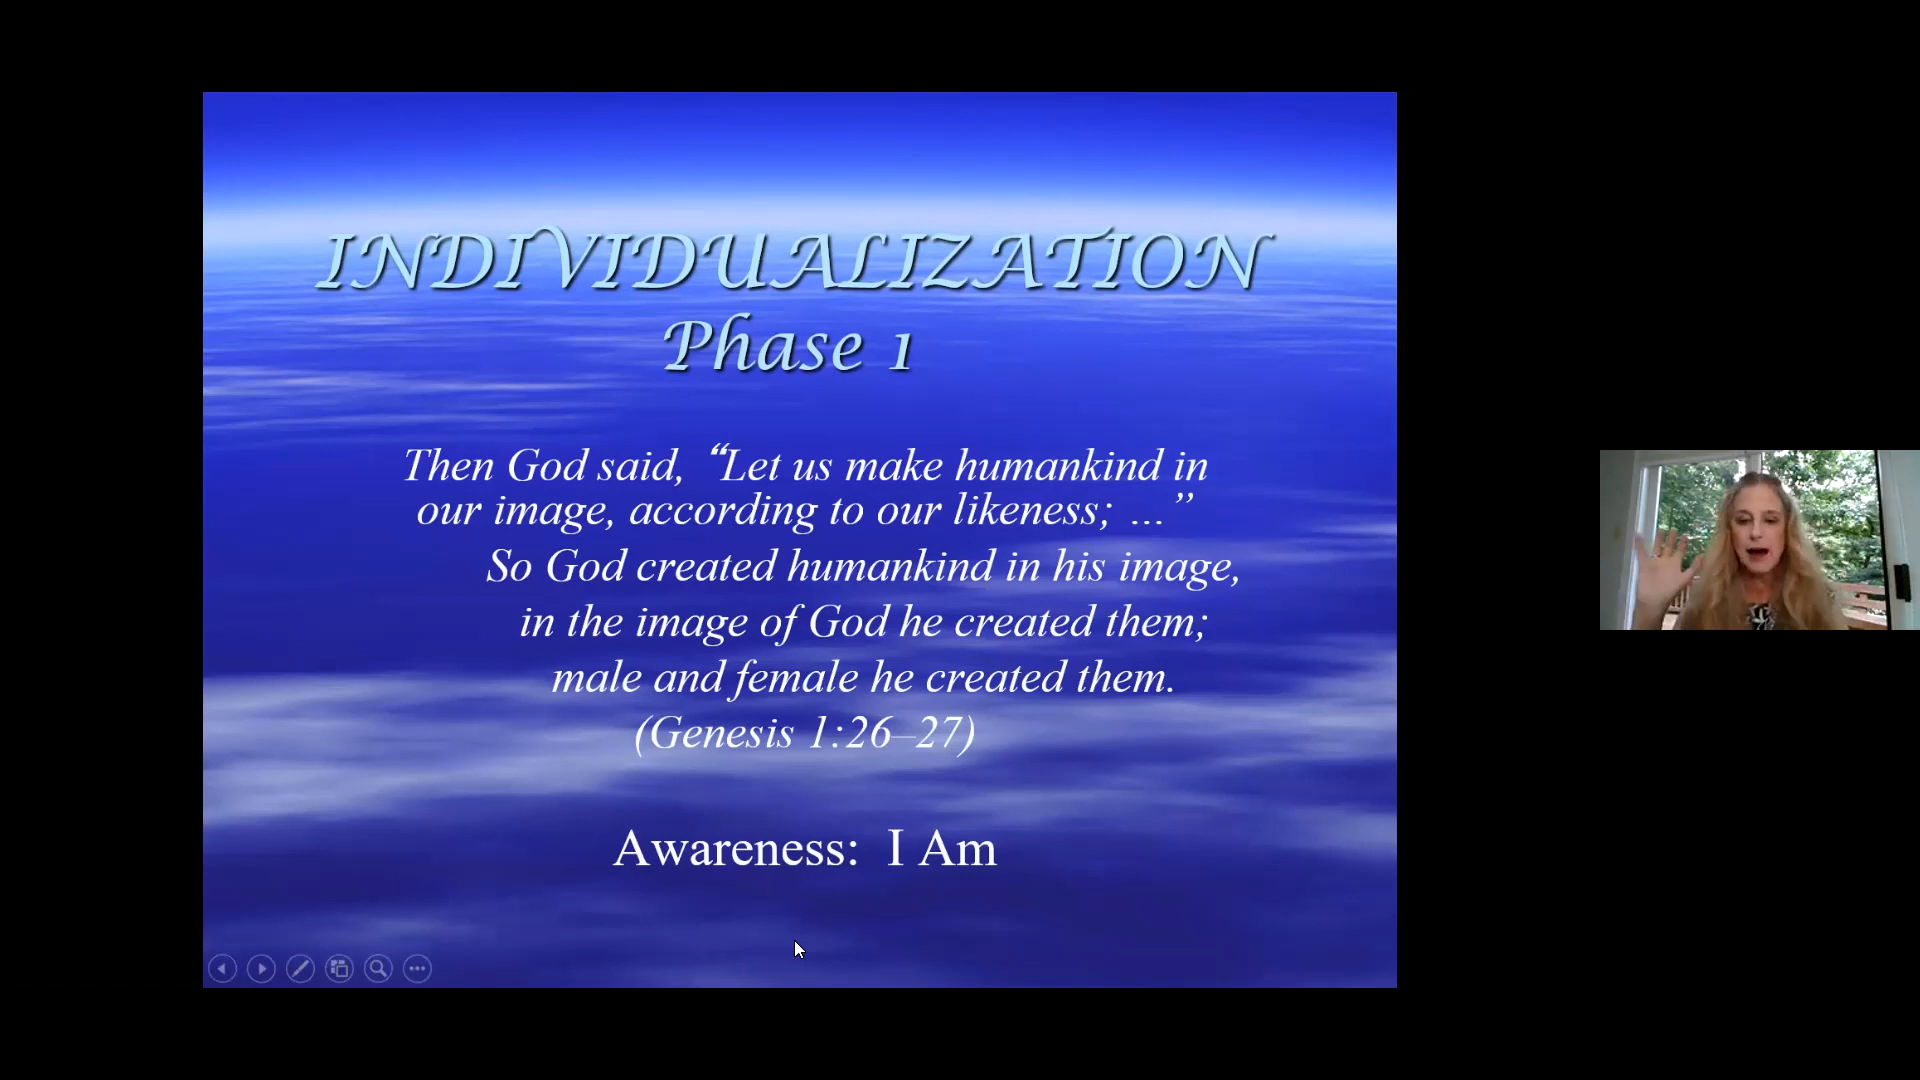 INDIVIDUALIZATION
Phase 1
Then God said, “Let us make humankind in
our image, according to our likeness; …”
So God created humankind in his image,
in the image of God he created them;
male and female he created them.
(Genesis 1:26–27)
Awareness:  I Am